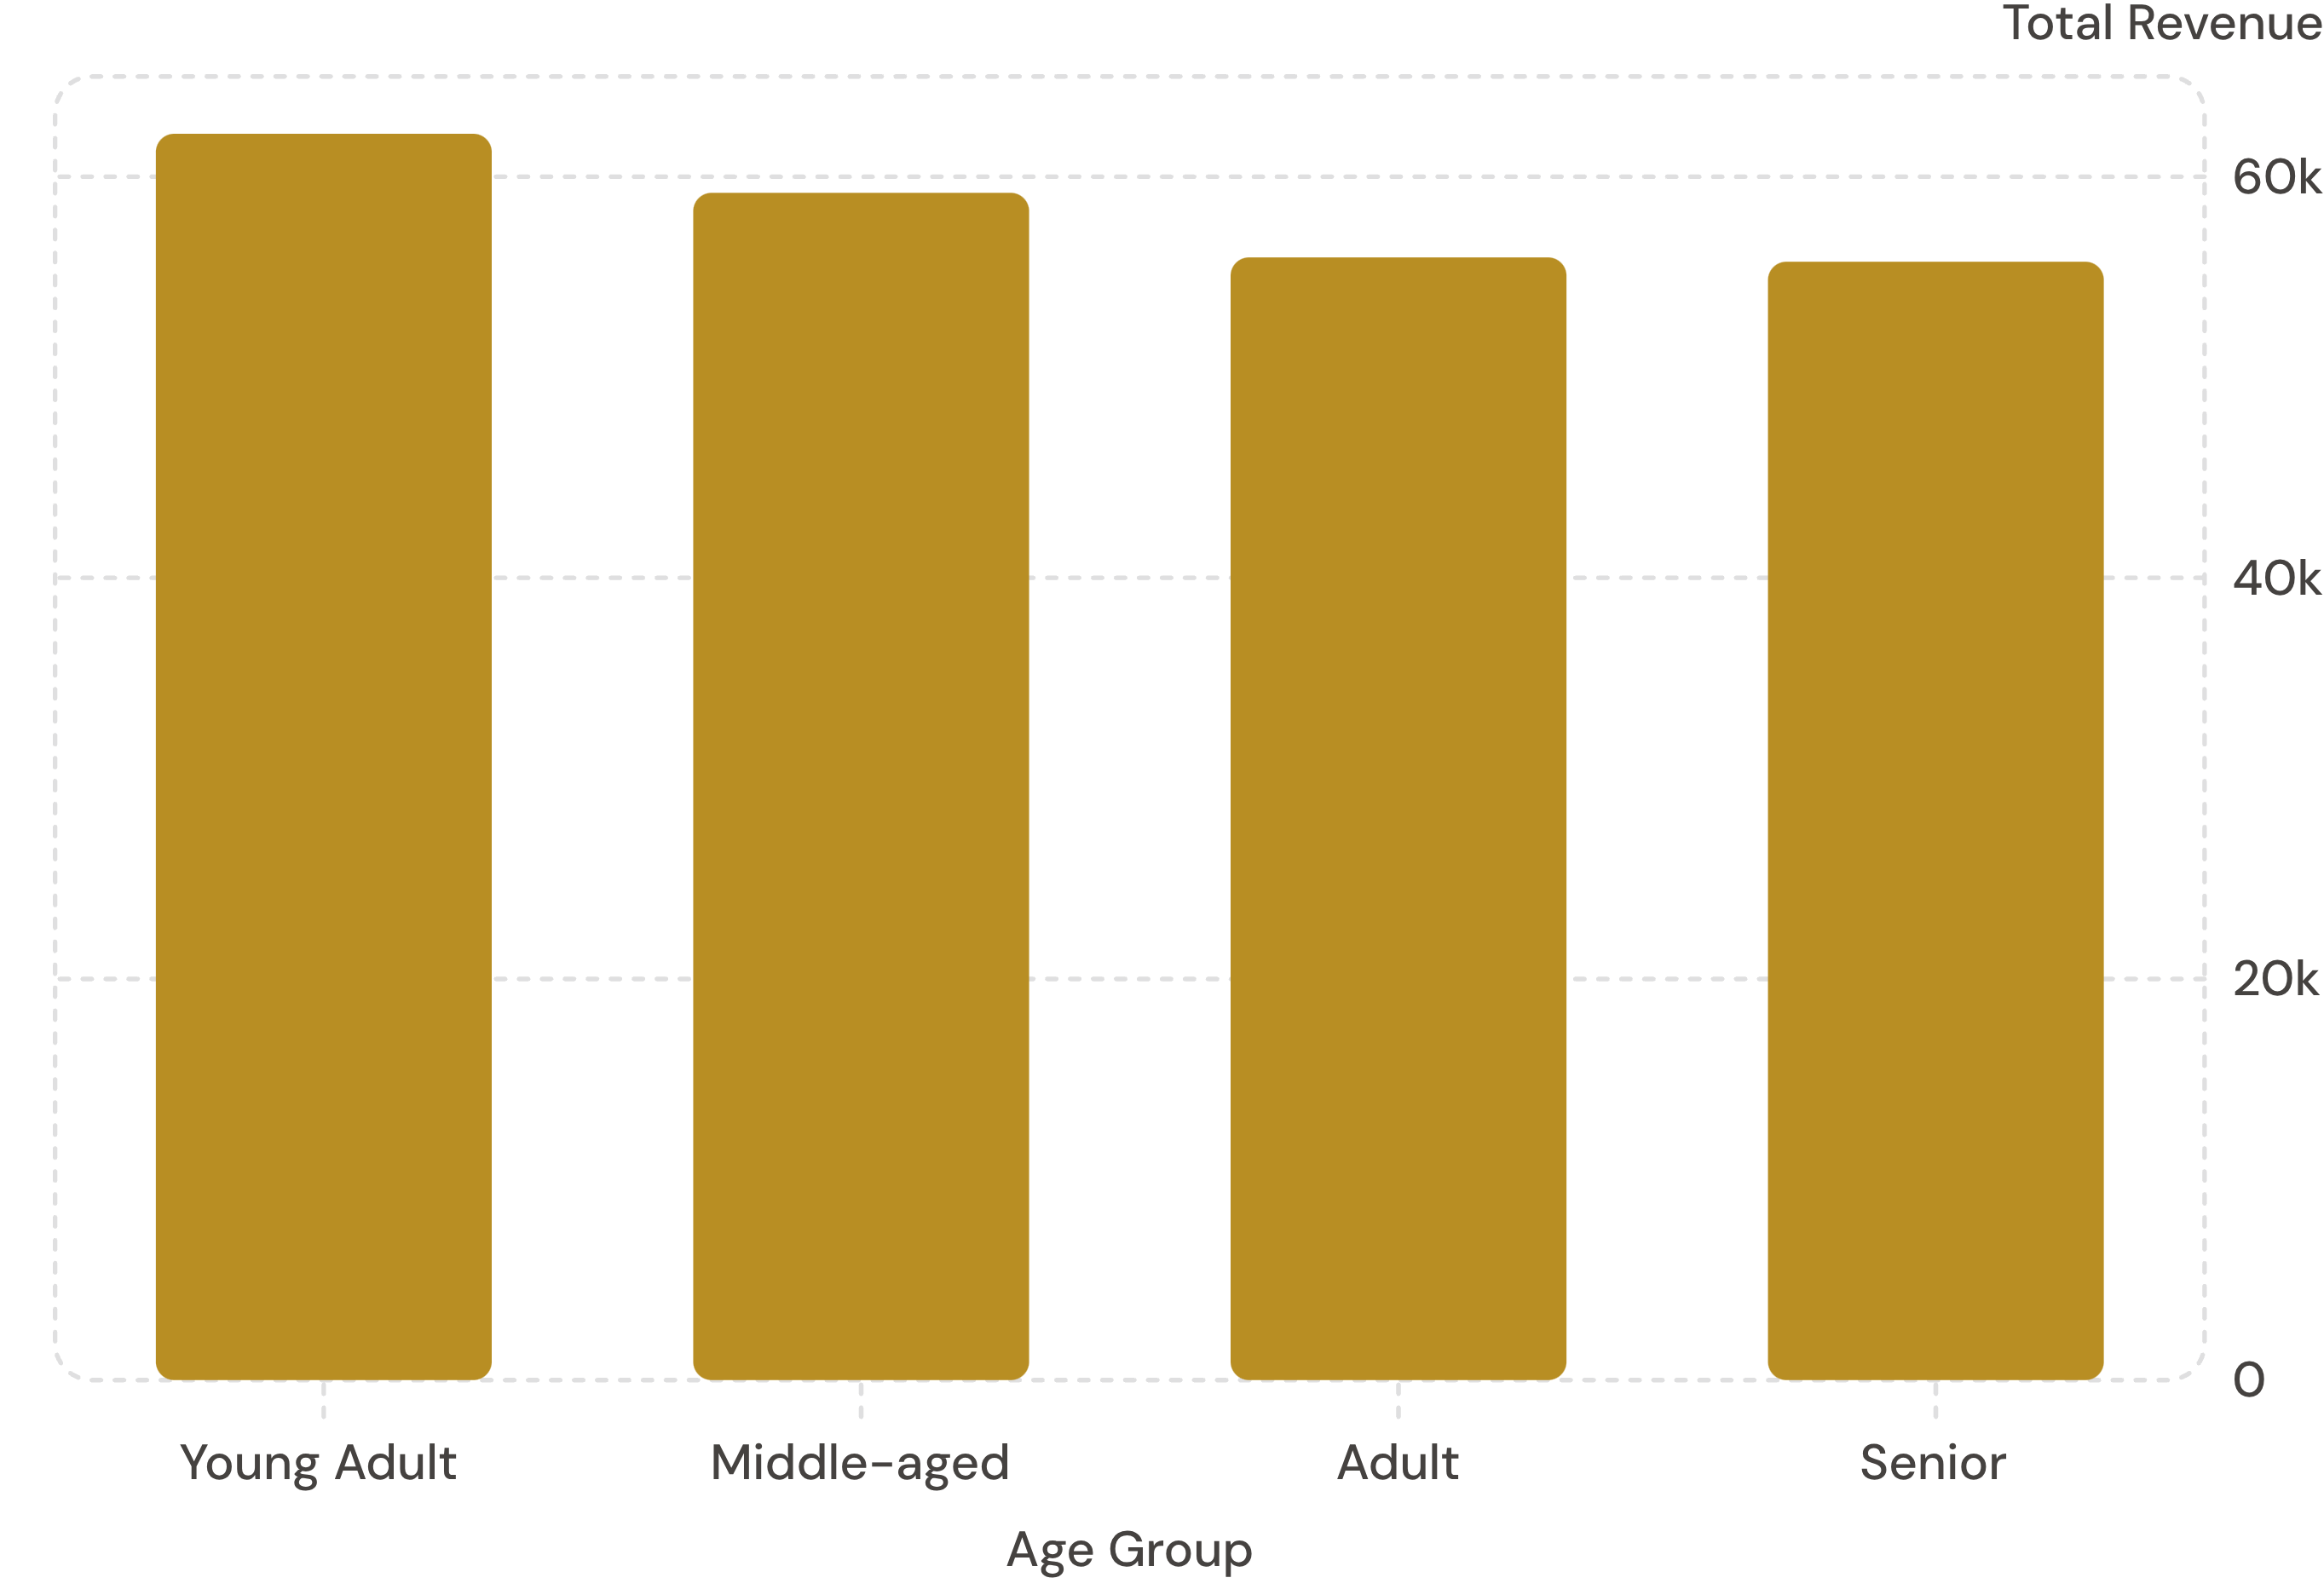 Total Revenue
60k
40k
20k
0
Young Adult Middle-aged Adult Senior
Age Group